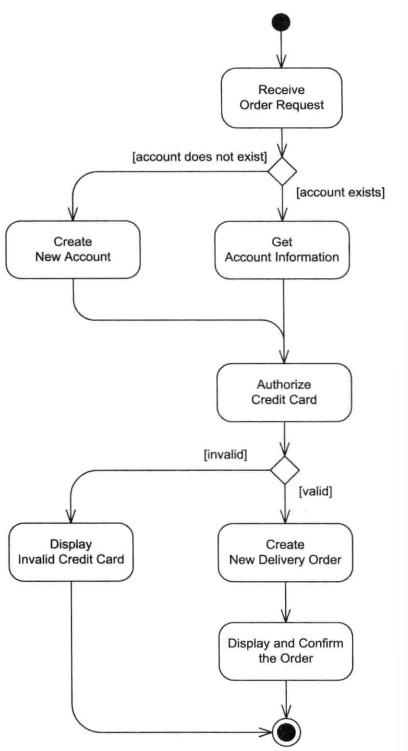 Receive
Order Request
[account does not exist]
[account exists]
Create
New Account
Get
Account Information
Authorize
Credit Card
[invalid]
[valid]
Display
Invalid Credit Card
Create
New Delivery Order
Display and Confirm
the Order